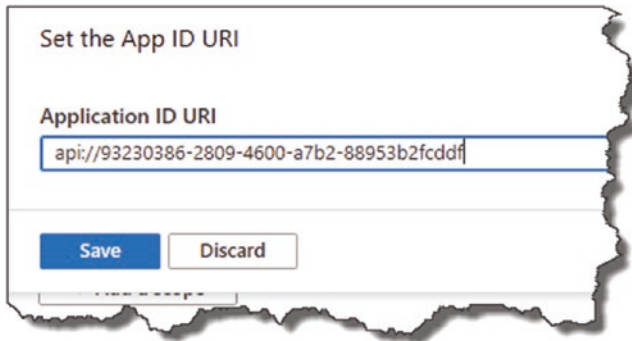 Set the App ID URI
Application ID URI
api://93230386-2809-4600-a7b2-88953b2fcddf
Save Discard